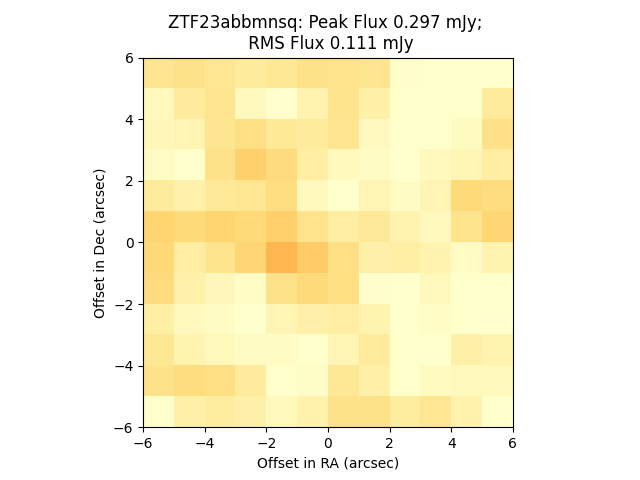 ZTF23abbmnsq: Peak Flux 0.297 mJy;
RMS Flux 0.111 mJy
6
4
2
0
−2
−4
−6
Offset in Dec (arcsec)
−6 −4 −2 0 2 4 6
Offset in RA (arcsec)